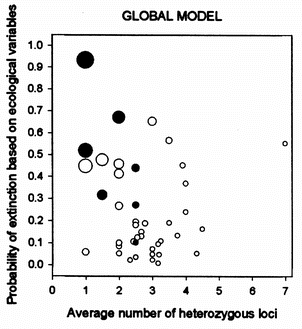 GLOBAL MODEL
Probability of extinction based on ecological variables
1.0
0.9
0.8
0.7
0.6
0.5
0.4
0.3
0.2
0.1
0.0
0 1 2 3 4 5 6 7
Average number of heterozygous loci